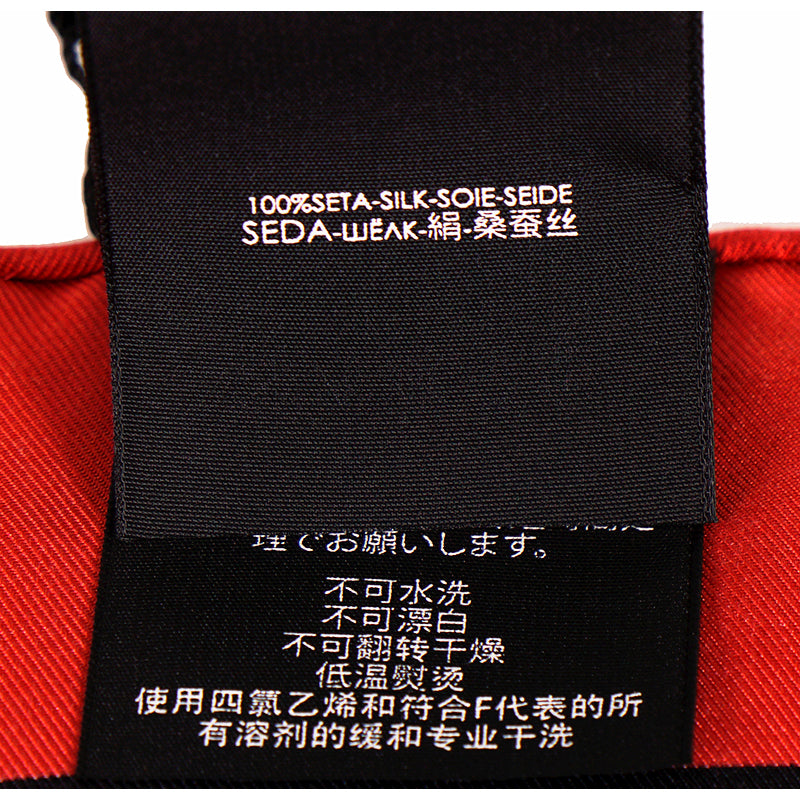 100%SETA-SILK-SOIE-SEIDE
SEDA-ШЁЛК-絹-桑蚕丝
理でお願いします。
不可水洗
不可漂白
不可翻转干燥
低温熨烫
使用四氯乙烯和符合F代表的所
有溶剂的缓和专业干洗